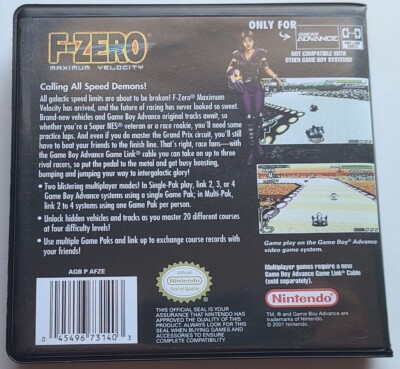 ONLY FOR
GAME BOY
ADVANCE
NOT COMPATIBLE WITH
OTHER GAME BOY SYSTEMS!
F-ZERO
MAXIMUM VELOCITY
Calling All Speed Demons!
All galactic speed limits are about to be broken! F-Zero® Maximum
Velocity has arrived, and the future of racing has never looked so sweet.
Brand-new vehicles and Game Boy Advance original tracks await, so
whether you're a Super NES® veteran or a race rookie, you'll need some
practice laps. And even if you do master the Grand Prix circuit, you'll still
have to beat your friends to the finish line. That's right, race fans—with
the Game Boy Advance Game Link® cable you can take on up to three
rival racers, so put the pedal to the metal and get busy boosting,
bumping and jumping your way to intergalactic glory!
• Two blistering multiplayer modes! In Single-Pak play, link 2, 3, or 4
Game Boy Advance systems using a single Game Pak; in Multi-Pak,
link 2 to 4 systems using one Game Pak per person.
• Unlock hidden vehicles and tracks as you master 20 different courses
at four difficulty levels!
• Use multiple Game Paks and link up to exchange course records with
your friends!
Game play on the Game Boy® Advance
video game system.
Multiplayer games require a new
Game Boy Advance Game Link® Cable
(sold separately).
AGB P AFZE
0 45496 73140 3
Official
Nintendo
Seal of Quality
THIS OFFICIAL SEAL IS YOUR
ASSURANCE THAT NINTENDO HAS
APPROVED THE QUALITY OF THIS
PRODUCT. ALWAYS LOOK FOR THIS
SEAL WHEN BUYING GAMES AND
ACCESSORIES TO ENSURE
COMPLETE COMPATIBILITY.
Nintendo®
TM, ® and Game Boy Advance are
trademarks of Nintendo.
© 2001 Nintendo.